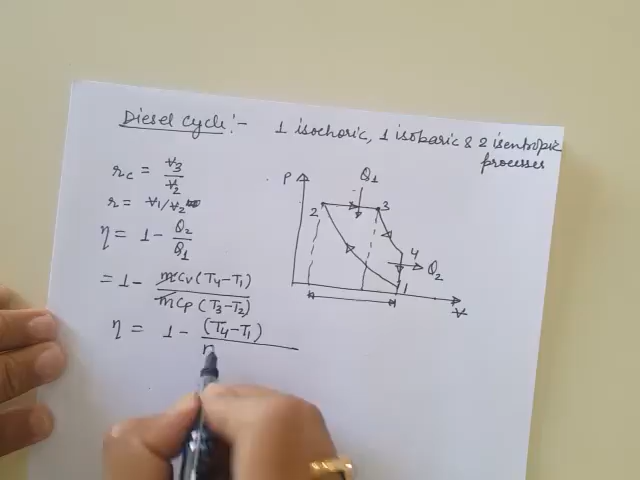 Diesel Cycle:- 1 isochoric, 1 isobaric & 2 isentropic
processes
rc = V3/V2
r = V1/V2
η = 1 - Q2/Q1
= 1 - mCv(T4-T1)/mCp(T3-T2)
η = 1 - (T4-T1)/
P
Q1
2
3
4
Q2
1
V